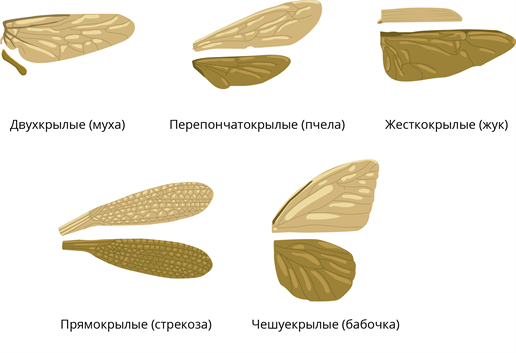 Двухкрылые (муха)
Перепончатокрылые (пчела)
Жесткокрылые (жук)
Прямокрылые (стрекоза)
Чешуекрылые (бабочка)